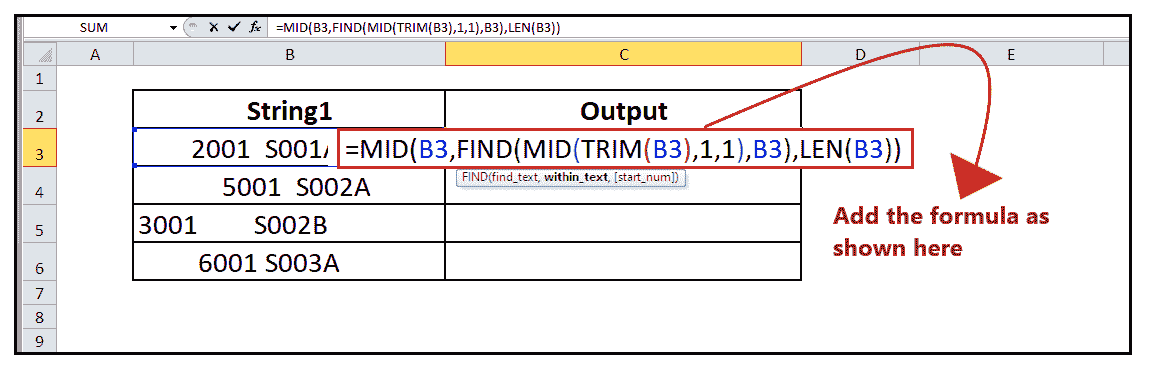 SUM =MID(B3,FIND(MID(TRIM(B3),1,1),B3),LEN(B3))
A B C D E
1
2 String1 Output
3 2001 S001A =MID(B3,FIND(MID(TRIM(B3),1,1),B3),LEN(B3))
FIND(find_text, within_text, [start_num])
4 5001 S002A
5 3001 S002B
6 6001 S003A
7
8
9
Add the formula as
shown here